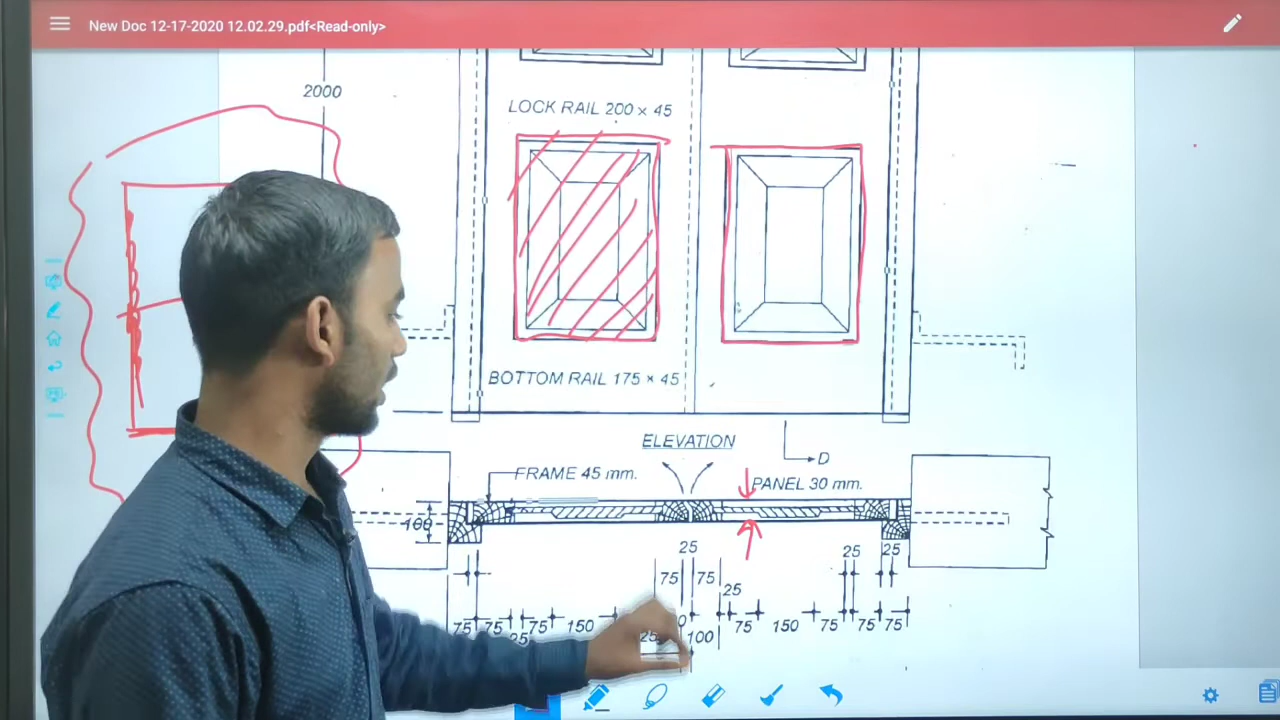 New Doc 12-17-2020 12.02.29.pdf<Read-only>
2000
LOCK RAIL 200 × 45
BOTTOM RAIL 175 × 45
ELEVATION
D
FRAME 45 mm.
PANEL 30 mm.
100
25
25 25
75 75
25
75 75 75 150
75 150 75 75 75
25
25 100